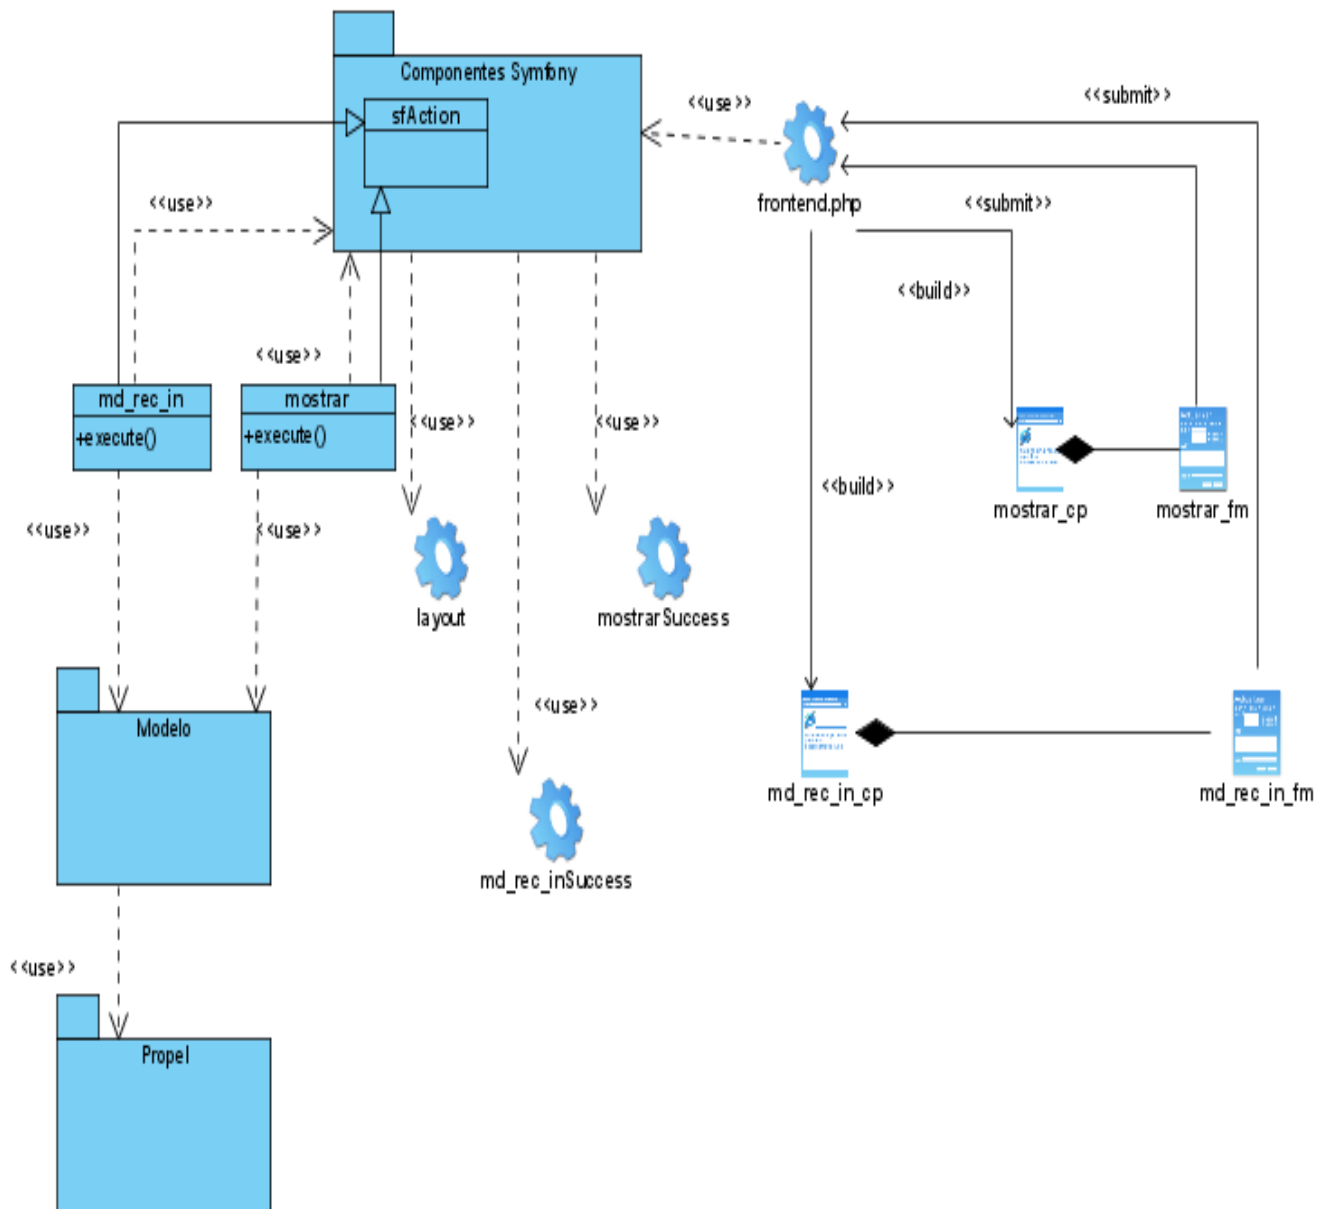 Componentes Symfony
sfAction
<<use>>
<<submit>>
frontend.php
<<submit>>
<<use>>
<<build>>
<<use>>
md_rec_in
+execute()
mostrar
+execute()
<<use>>
<<use>>
<<build>>
mostrar_cp
mostrar_fm
<<use>>
<<use>>
layout
mostrarSuccess
<<use>>
Modelo
md_rec_in_cp
md_rec_in_fm
md_rec_inSuccess
<<use>>
Propel